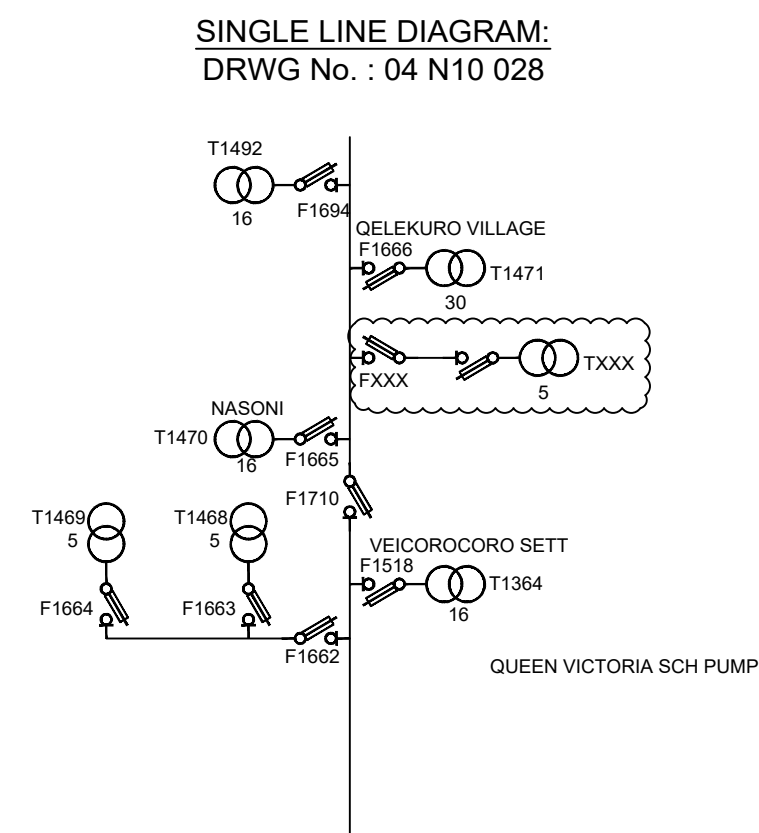 SINGLE LINE DIAGRAM:
DRWG No. : 04 N10 028
T1492
16
F1694
QELEKURO VILLAGE
F1666
T1471
30
FXXX
TXXX
5
NASONI
T1470
16
F1665
F1710
T1469
5
T1468
5
VEICOROCORO SETT
F1518
T1364
16
F1664
F1663
F1662
QUEEN VICTORIA SCH PUMP